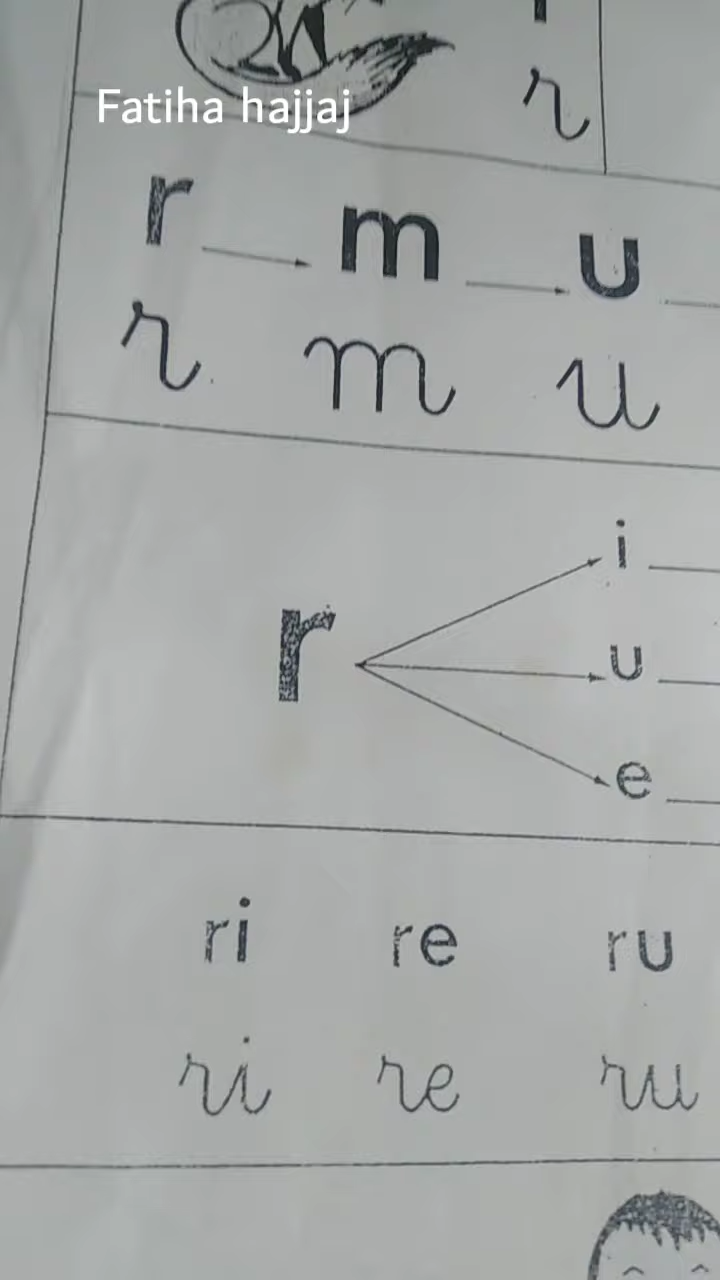 r
Fatiha hajjaj
r → m → u
r m u
r
i
u
e
ri re ru
ri re ru